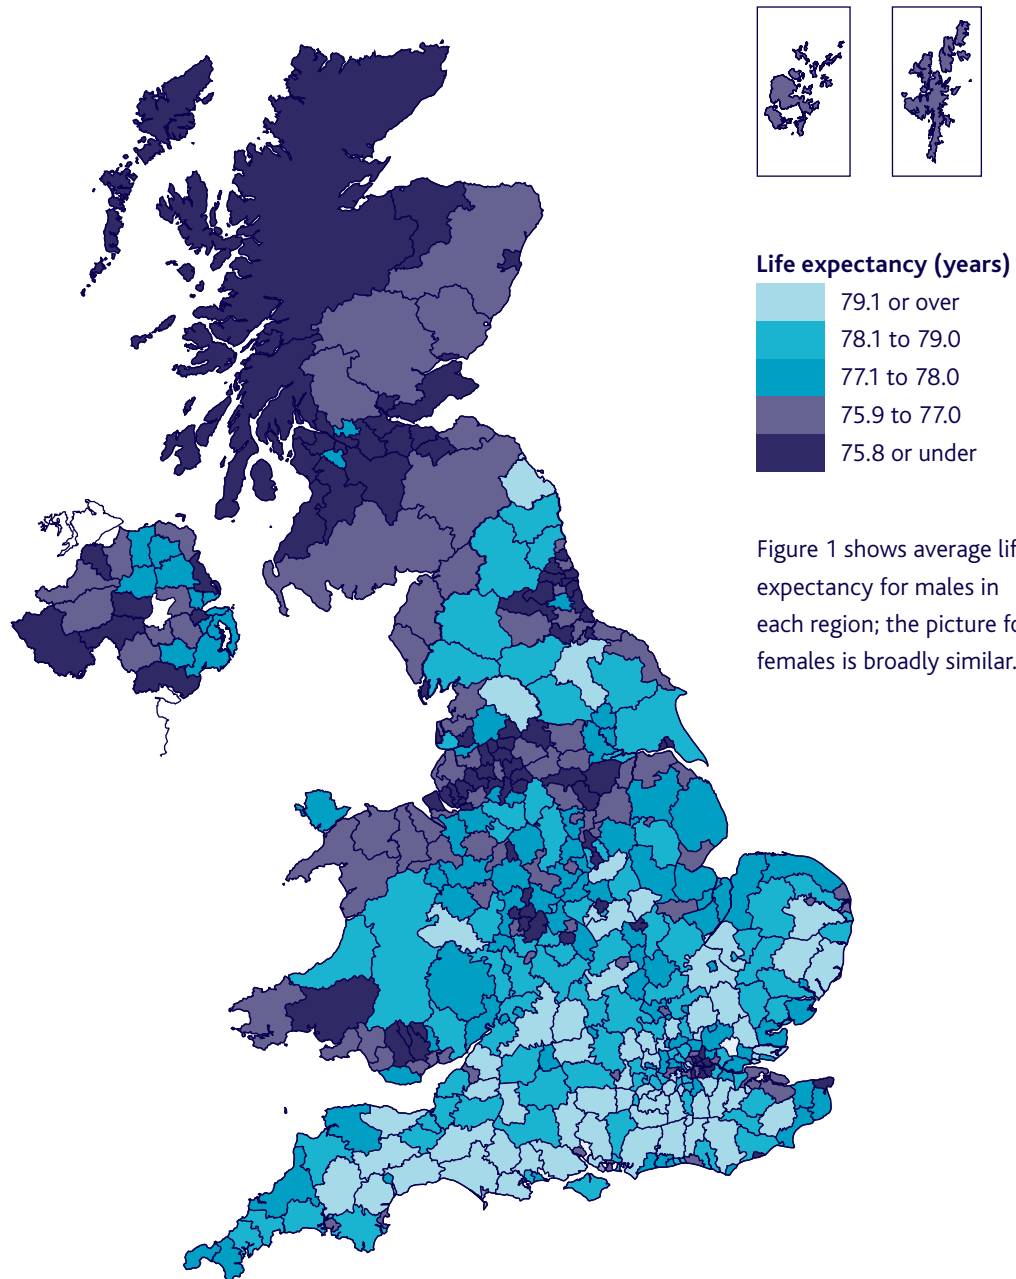 Life expectancy (years)
79.1 or over
78.1 to 79.0
77.1 to 78.0
75.9 to 77.0
75.8 or under
Figure 1 shows average
expectancy for males in
each region; the picture
females is broadly similar.